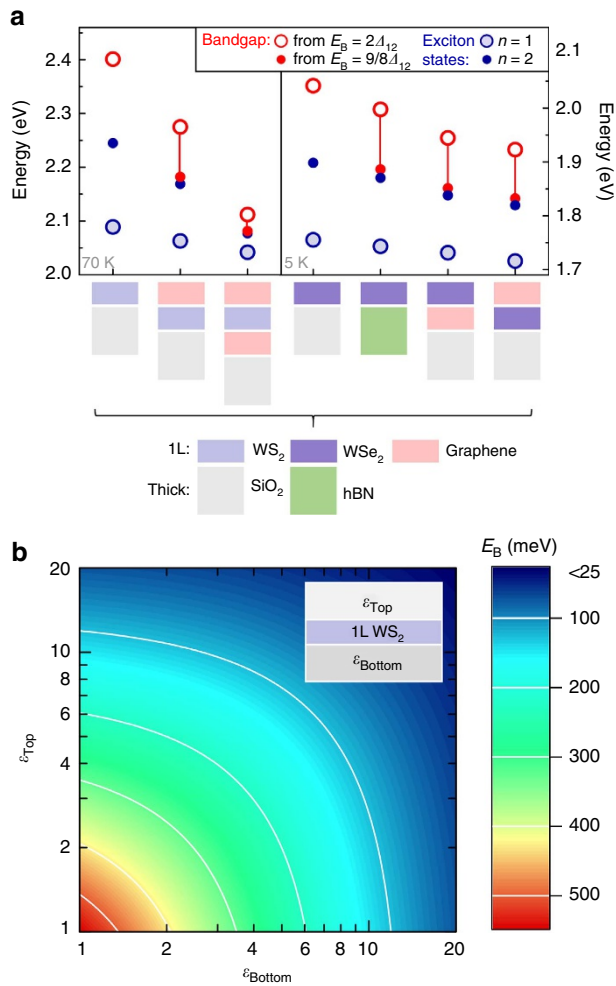 a
Bandgap: from E_B = 2Δ_12 Exciton n = 1
from E_B = 9/8Δ_12 states: n = 2
2.4
2.3
2.2
2.1
2.0
Energy (eV)
2.1
2.0
1.9
1.8
1.7
Energy (eV)
70 K
5 K
1L: WS2 WSe2 Graphene
Thick: SiO2 hBN
b
E_B (meV)
<25
100
200
300
400
500
20
10
8
6
4
2
1
ε_Top
ε_Top
1L WS2
ε_Bottom
1 2 4 6 8 10 20
ε_Bottom